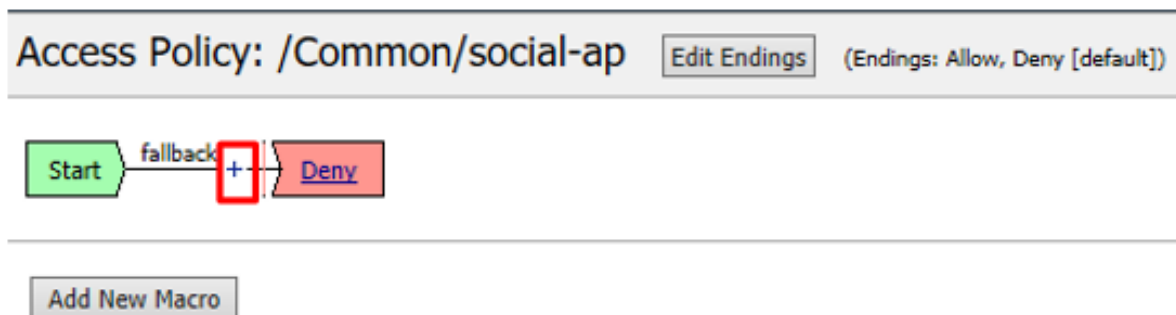 Access Policy: /Common/social-ap Edit Endings (Endings: Allow, Deny [default])
Start fallback + Deny
Add New Macro